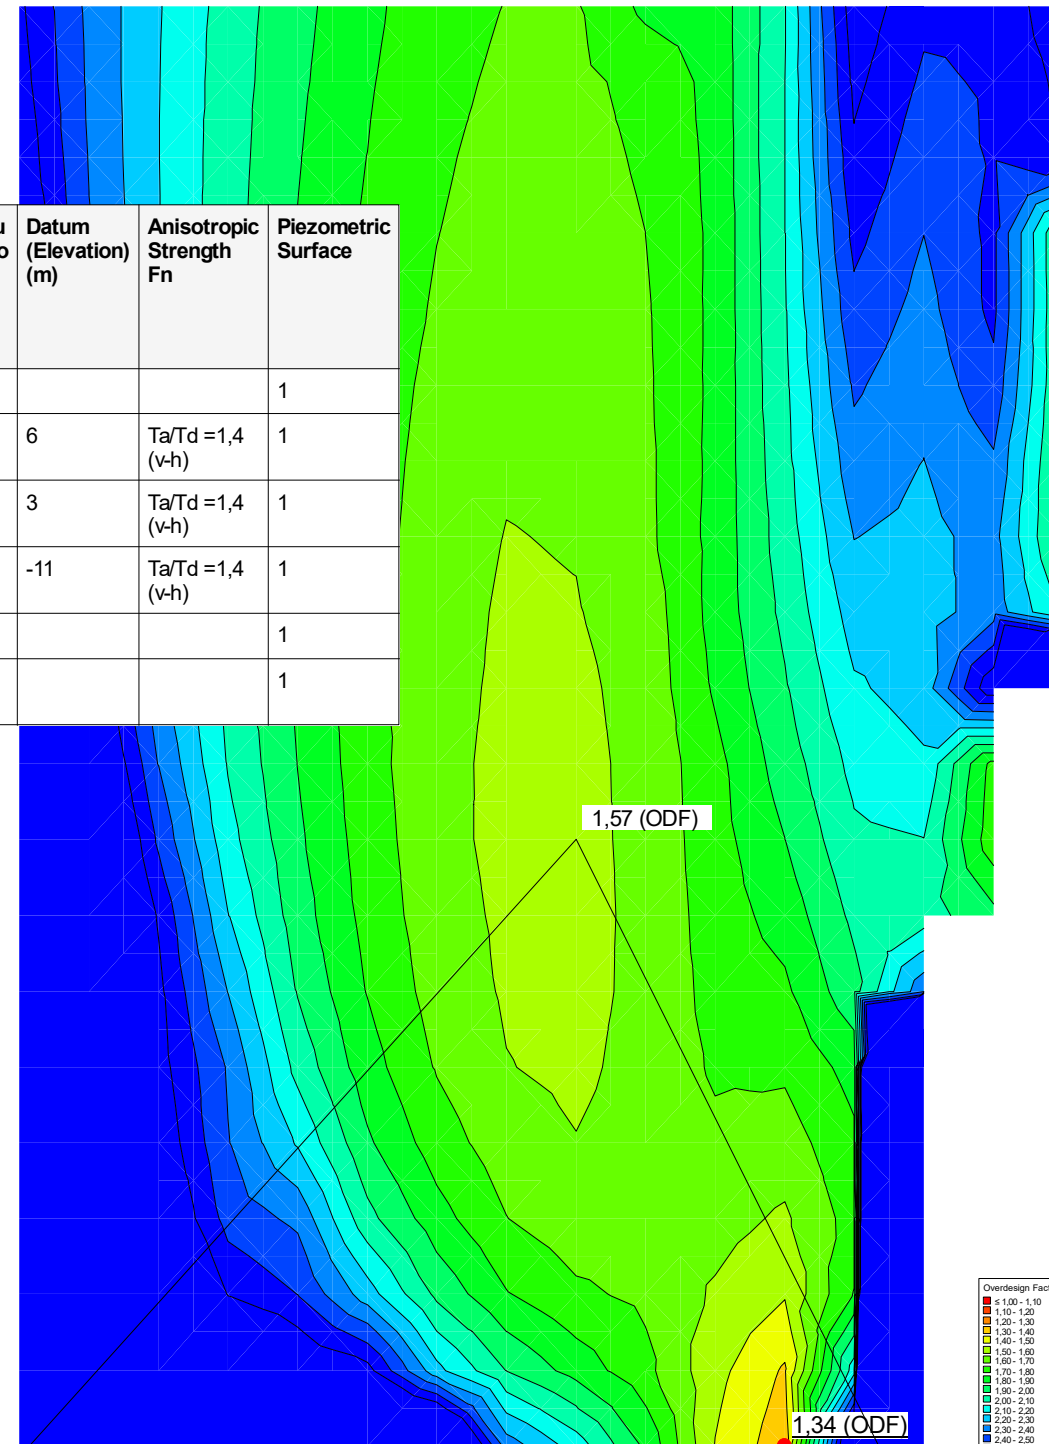 Datum
(Elevation)
(m)
Anisotropic
Strength
Fn
Piezometric
Surface
1
6
Ta/Td =1,4
(v-h)
1
3
Ta/Td =1,4
(v-h)
1
-11
Ta/Td =1,4
(v-h)
1
1
1
1,57 (ODF)
1,34 (ODF)
Overdesign Fact
≤ 1,00 - 1,10
1,10 - 1,20
1,20 - 1,30
1,30 - 1,40
1,40 - 1,50
1,50 - 1,60
1,60 - 1,70
1,70 - 1,80
1,80 - 1,90
1,90 - 2,00
2,00 - 2,10
2,10 - 2,20
2,20 - 2,30
2,30 - 2,40
2,40 - 2,50